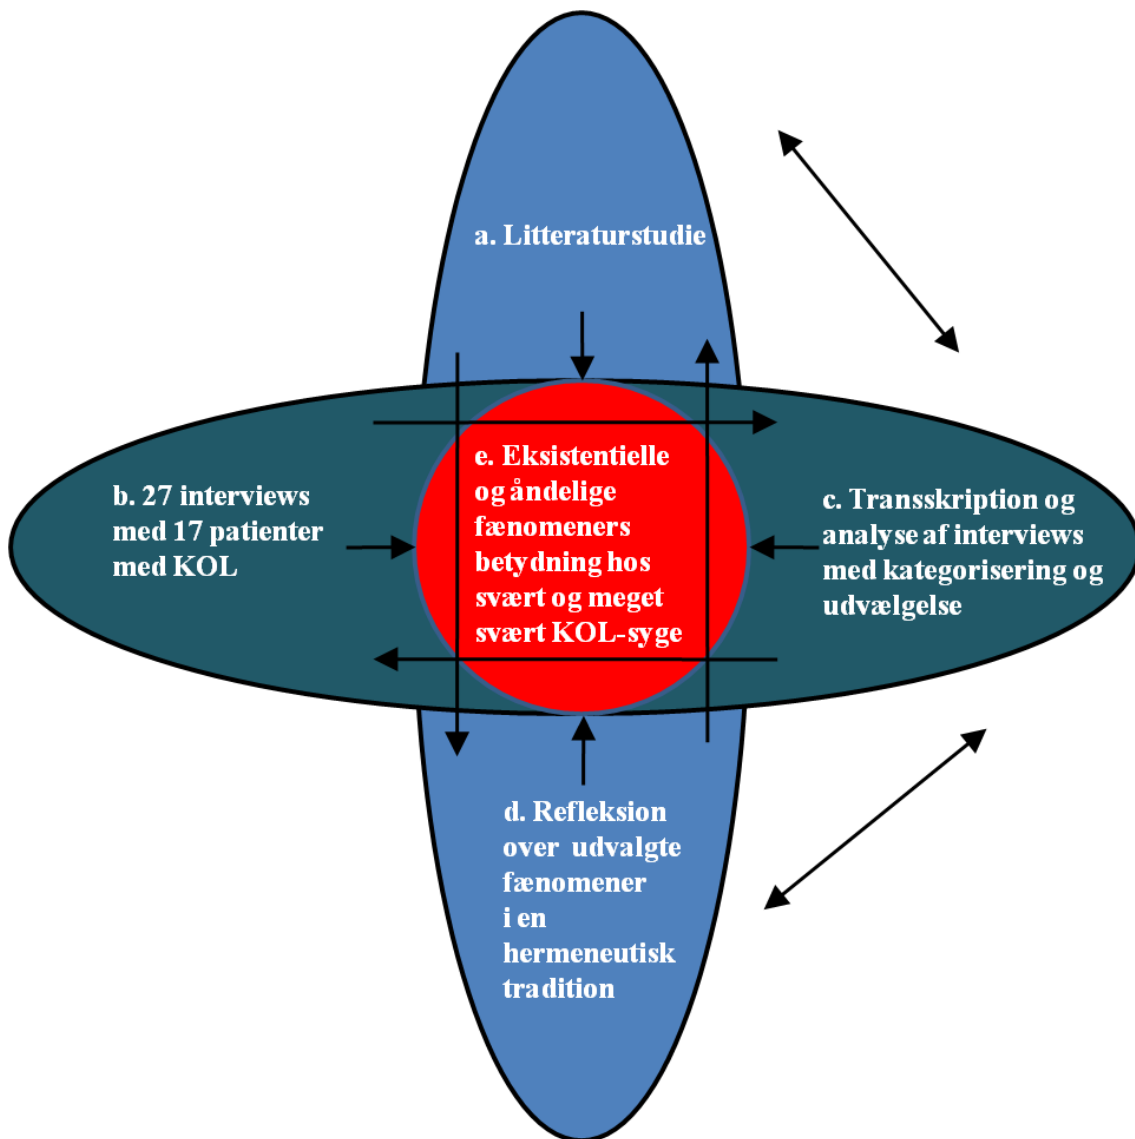 a. Litteraturstudie
b. 27 interviews
med 17 patienter
med KOL
e. Eksistentielle
og åndelige
fænomeners
betydning hos
svært og meget
svært KOL-syge
c. Transskription og
analyse af interviews
med kategorisering og
udvælgelse
d. Refleksion
over udvalgte
fænomener
i en
hermeneutisk
tradition